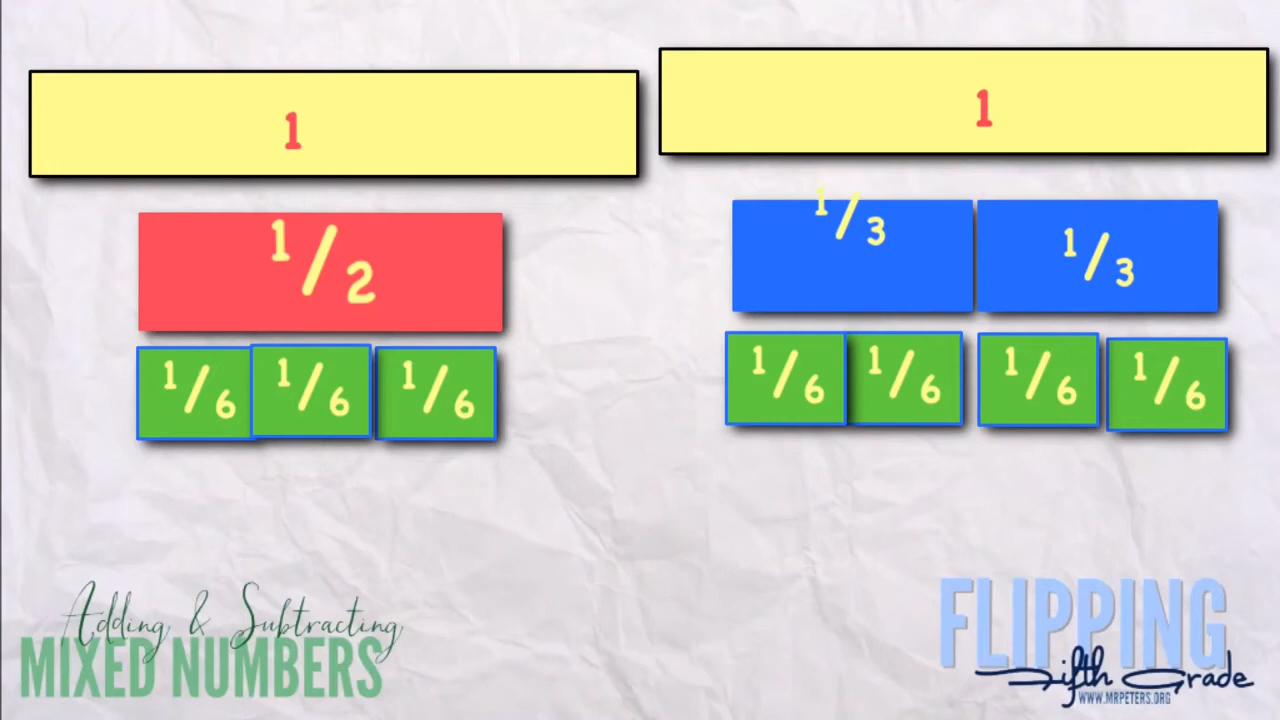 1
1
1/2
1/3
1/3
1/6
1/6
1/6
1/6
1/6
1/6
1/6
Adding & Subtracting
MIXED NUMBERS
FLIPPING
Fifth Grade
WWW.MRPETERS.ORG